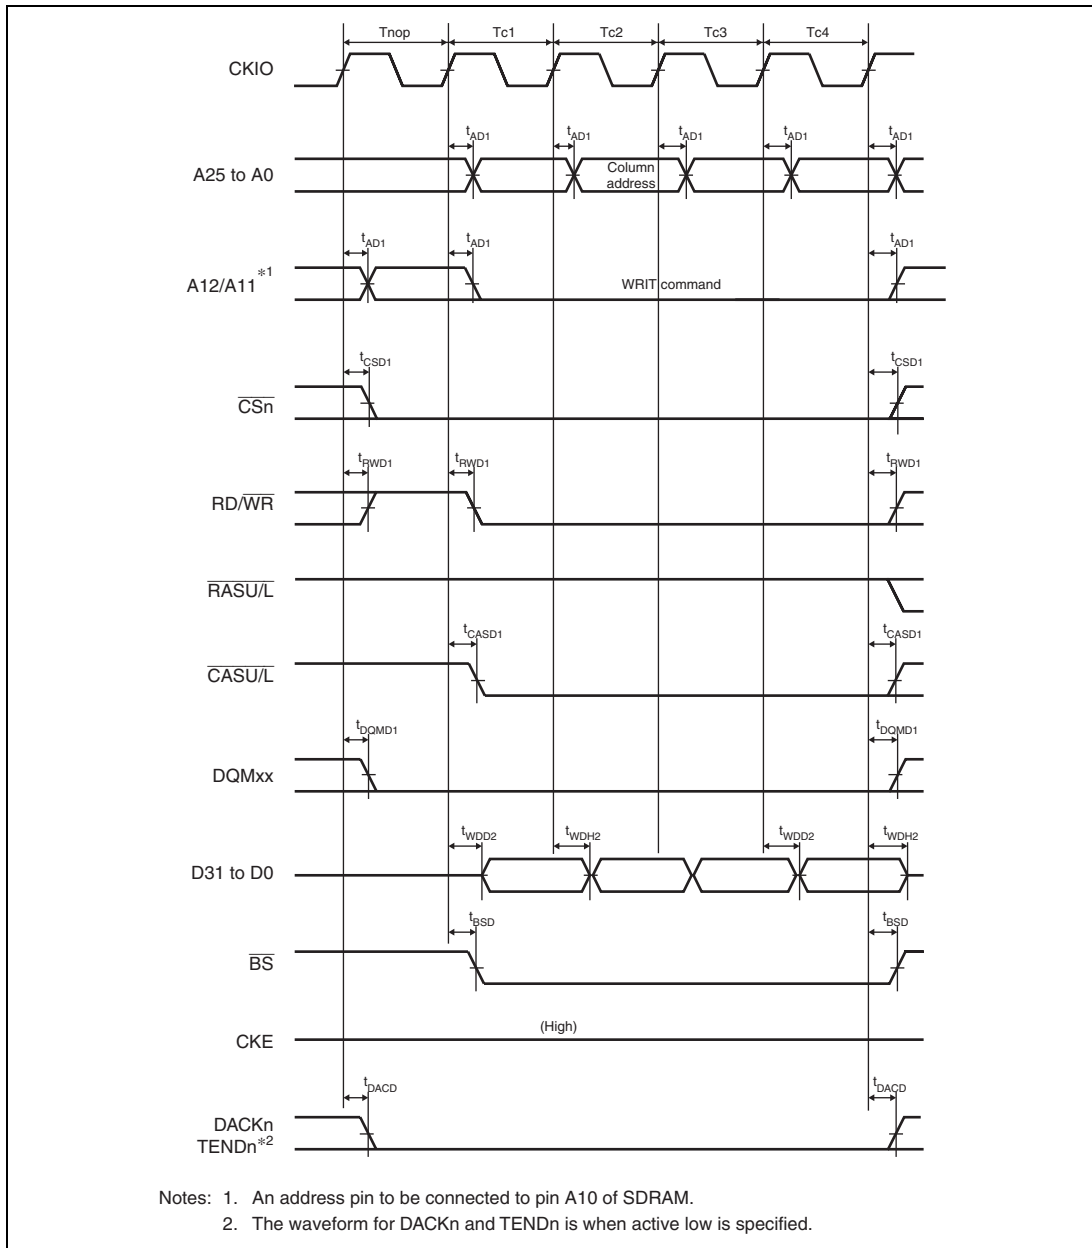 Tnop Tc1 Tc2 Tc3 Tc4
CKIO
tAD1 tAD1 tAD1 tAD1 tAD1
A25 to A0
Column
address
tAD1 tAD1 tAD1
A12/A11*1
WRIT command
tCSD1 tCSD1
CSn
tRWD1 tRWD1 tRWD1
RD/WR
RASU/L
tCASD1 tCASD1
CASU/L
tDQMD1 tDQMD1
DQMxx
tWDD2 tWDH2 tWDD2 tWDH2
D31 to D0
tBSD tBSD
BS
(High)
CKE
tDACD tDACD
DACKn
TENDn*2
Notes: 1. An address pin to be connected to pin A10 of SDRAM.
2. The waveform for DACKn and TENDn is when active low is specified.